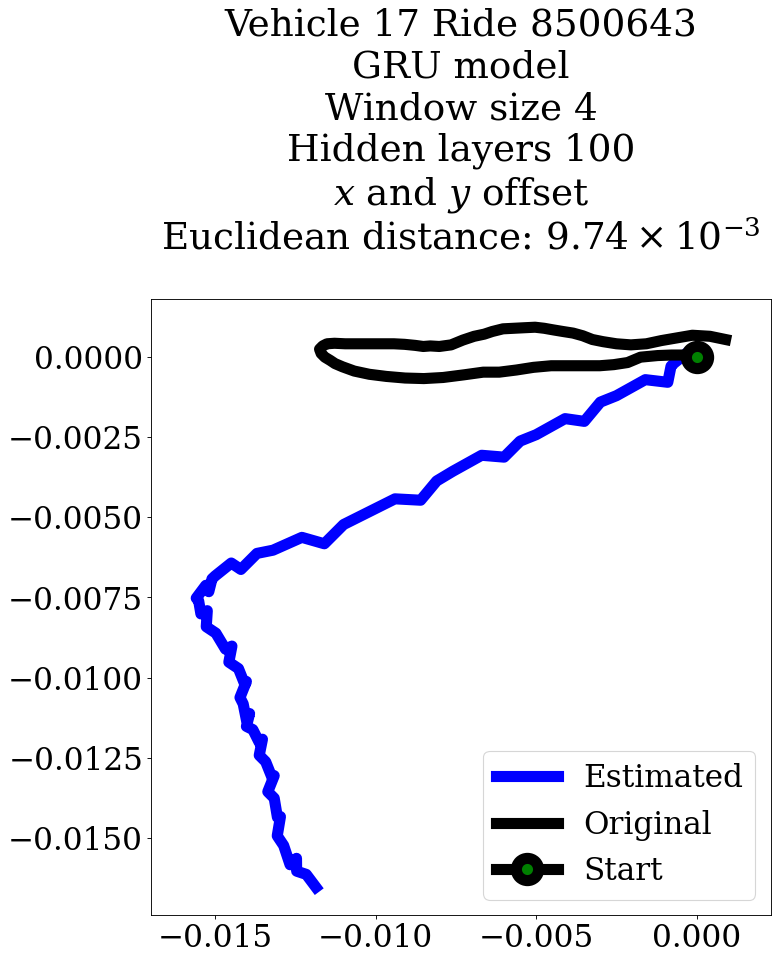 Vehicle 17 Ride 8500643
GRU model
Window size 4
Hidden layers 100
x and y offset
Euclidean distance: 9.74 × 10⁻³
0.0000
−0.0025
−0.0050
−0.0075
−0.0100
−0.0125
−0.0150
Estimated
Original
Start
−0.015
−0.010
−0.005
0.000